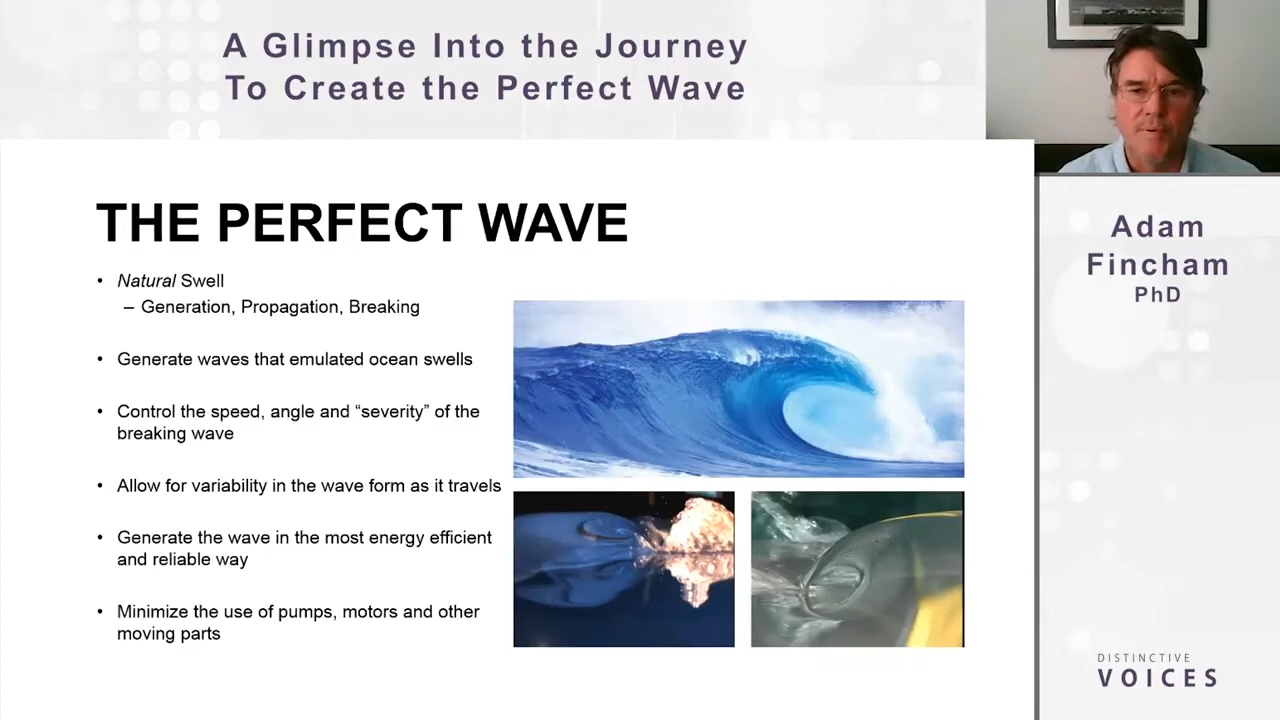 A Glimpse Into the Journey
To Create the Perfect Wave
THE PERFECT WAVE
• Natural Swell
– Generation, Propagation, Breaking
• Generate waves that emulated ocean swells
• Control the speed, angle and “severity” of the
breaking wave
• Allow for variability in the wave form as it travels
• Generate the wave in the most energy efficient
and reliable way
• Minimize the use of pumps, motors and other
moving parts
Adam
Fincham
PhD
DISTINCTIVE
VOICES